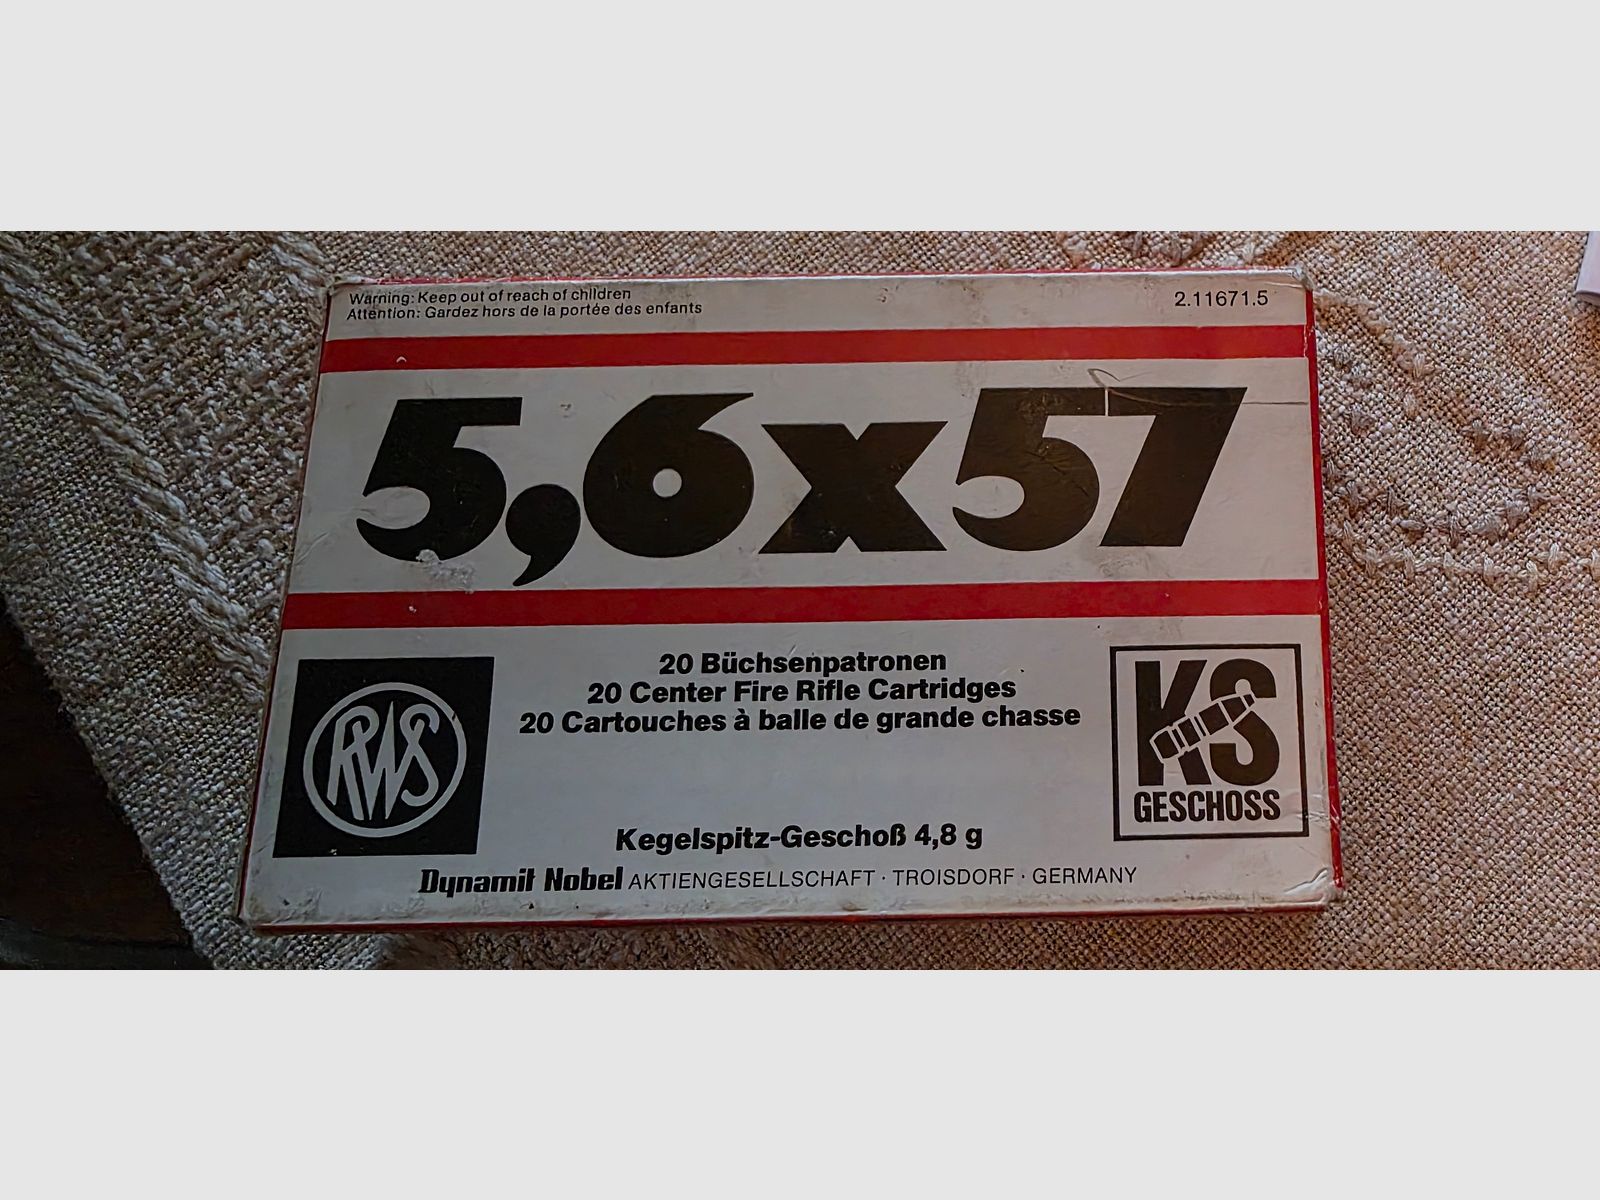 Warning: Keep out of reach of children
Attention: Gardez hors de la portée des enfants
2.11671.5
5,6x57
20 Büchsenpatronen
20 Center Fire Rifle Cartridges
20 Cartouches à balle de grande chasse
RWS
KS
GESCHOSS
Kegelspitz-Geschoß 4,8 g
Dynamit Nobel AKTIENGESELLSCHAFT · TROISDORF · GERMANY